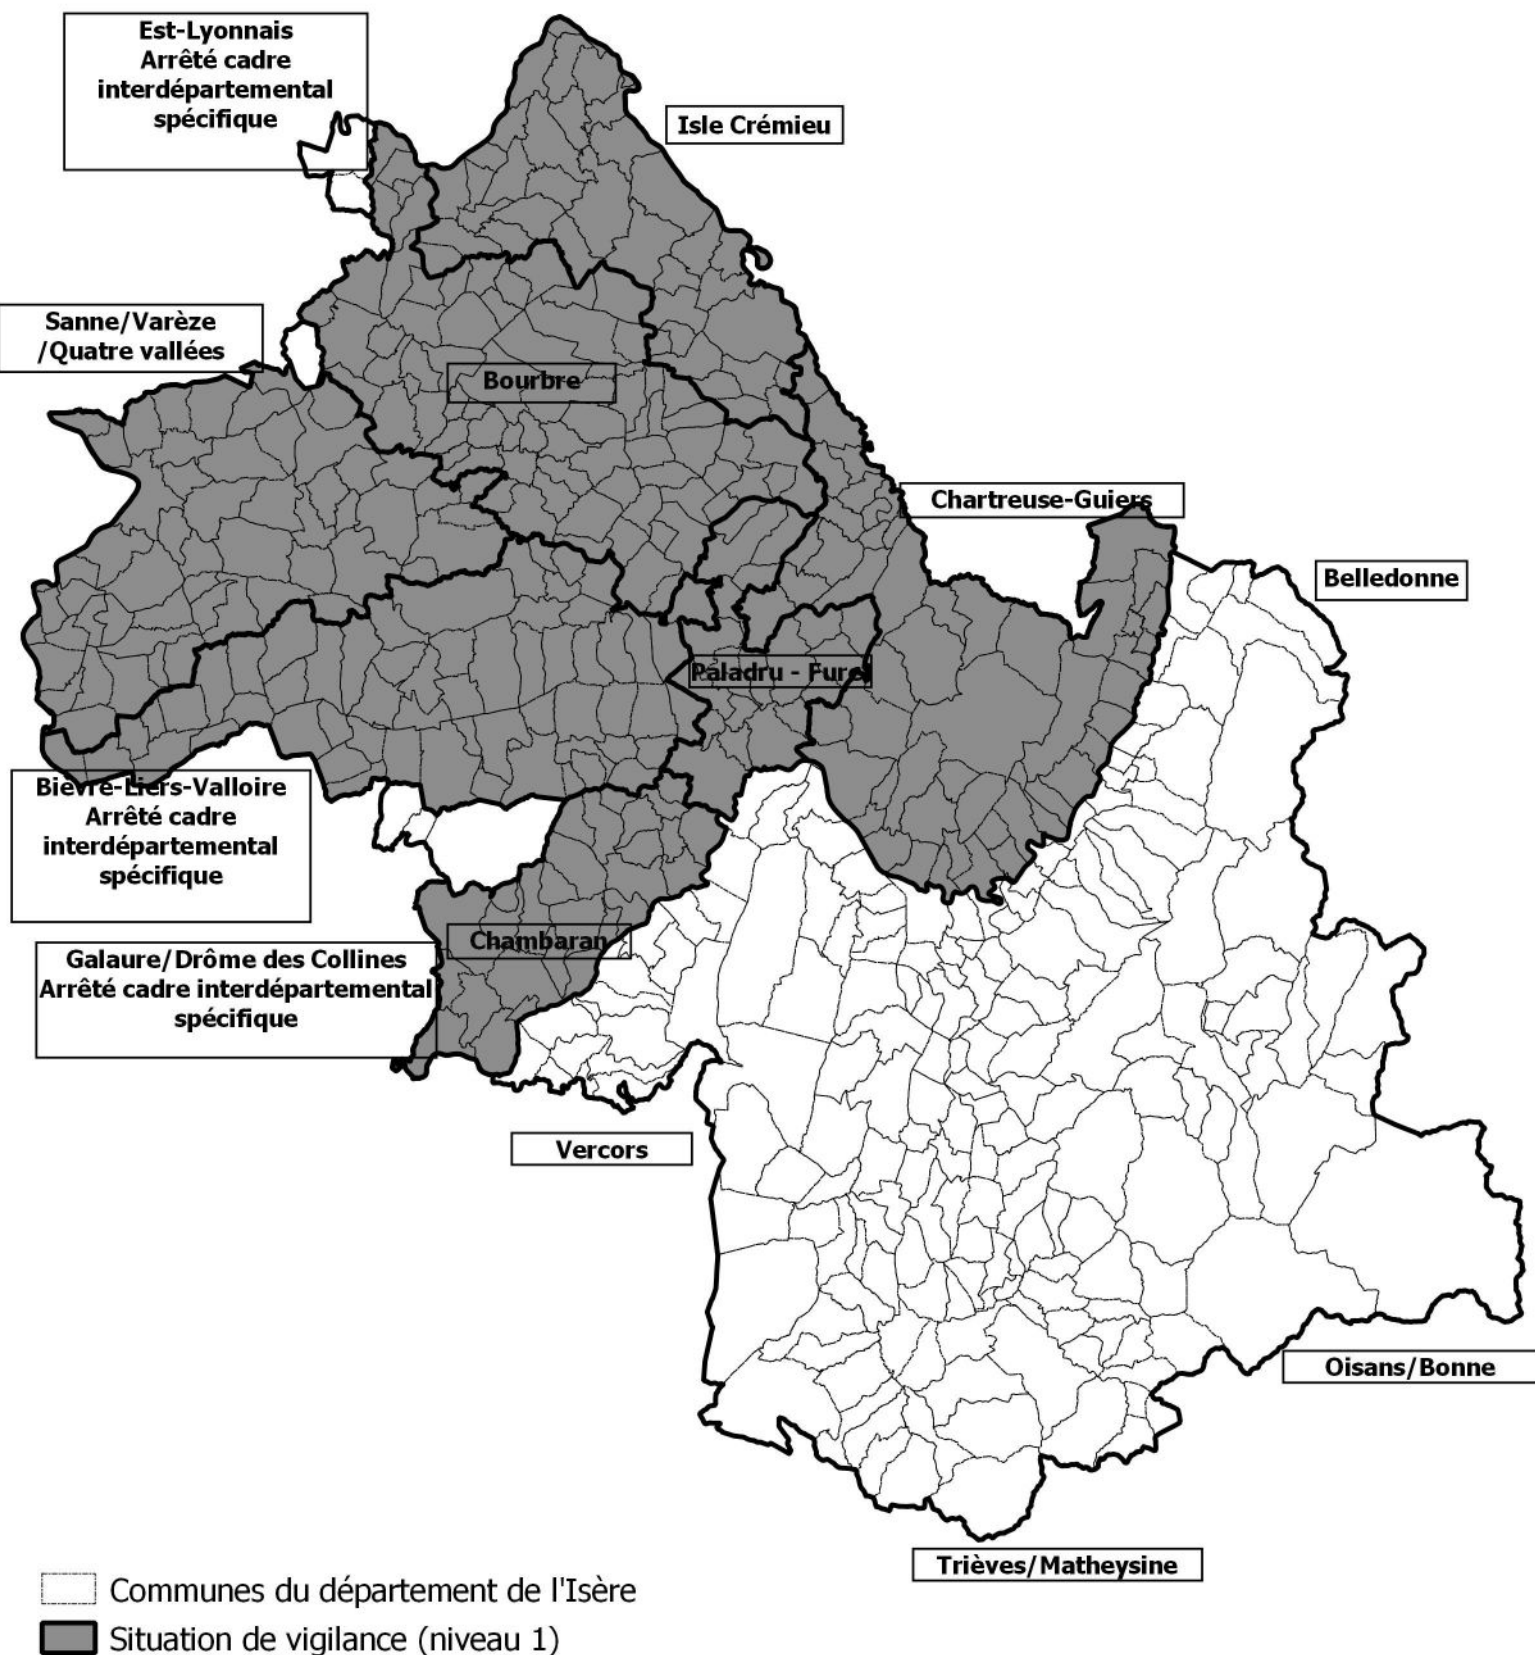 Est-Lyonnais
Arrêté cadre
interdépartemental
spécifique
Isle Crémieu
Sanne/Varèze
/Quatre vallées
Bourbre
Chartreuse-Guiers
Belledonne
Paladru - Fure
Bièvre-Liers-Valloire
Arrêté cadre
interdépartemental
spécifique
Chambaran
Galaure/Drôme des Collines
Arrêté cadre interdépartemental
spécifique
Vercors
Oisans/Bonne
Trièves/Matheysine
Communes du département de l'Isère
Situation de vigilance (niveau 1)